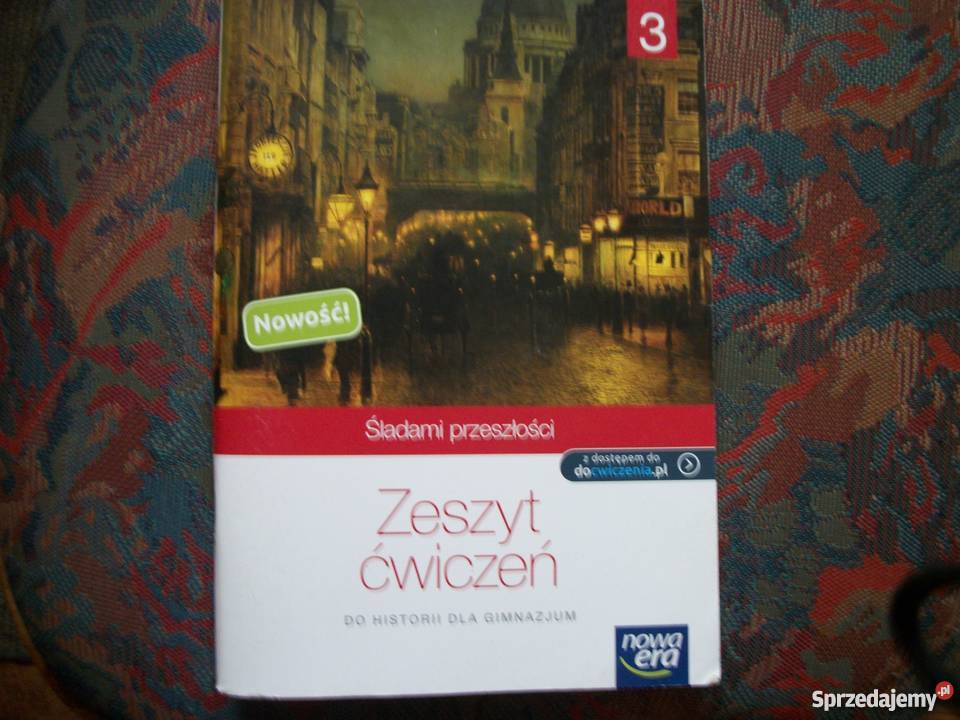 3
WORLD
Nowość!
Śladami przeszłości
z dostępem do
docwiczenia.pl
Zeszyt
ćwiczeń
DO HISTORII DLA GIMNAZJUM
nowa
era
Sprzedajemy.pl